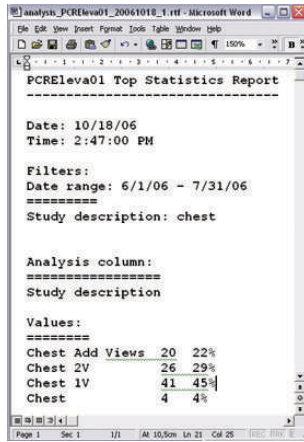 analysis_PCREleva01_20061018_1.rtf - Microsoft Word
File Edit View Insert Format Tools Table Window Help
150%
B
PCREleva01 Top Statistics Report
--------------------------------
Date: 10/18/06
Time: 2:47:00 PM
Filters:
Date range: 6/1/06 - 7/31/06
=========
Study description: chest
Analysis column:
=================
Study description
Values:
========
Chest Add Views 20 22%
Chest 2V 26 29%
Chest 1V 41 45%
Chest 4 4%
Page 1 Sec 1 1/1 At 10,5cm Ln 21 Col 25